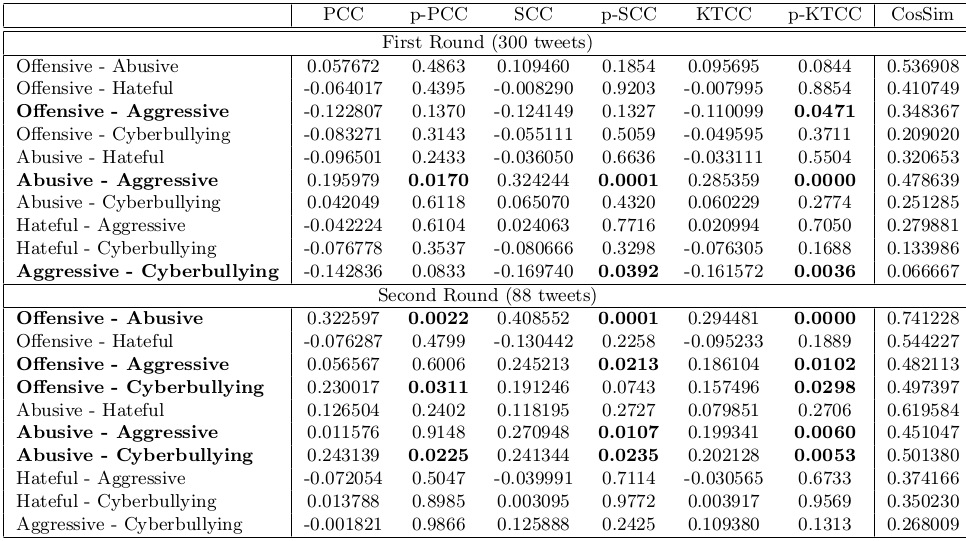 PCC p-PCC SCC p-SCC KTCC p-KTCC CosSim
First Round (300 tweets)
Offensive - Abusive 0.057672 0.4863 0.109460 0.1854 0.095695 0.0844 0.536908
Offensive - Hateful -0.064017 0.4395 -0.008290 0.9203 -0.007995 0.8854 0.410749
Offensive - Aggressive -0.122807 0.1370 -0.124149 0.1327 -0.110099 0.0471 0.348367
Offensive - Cyberbullying -0.083271 0.3143 -0.055111 0.5059 -0.049595 0.3711 0.209020
Abusive - Hateful -0.096501 0.2433 -0.036050 0.6636 -0.033111 0.5504 0.320653
Abusive - Aggressive 0.195979 0.0170 0.324244 0.0001 0.285359 0.0000 0.478639
Abusive - Cyberbullying 0.042049 0.6118 0.065070 0.4320 0.060229 0.2774 0.251285
Hateful - Aggressive -0.042224 0.6104 0.024063 0.7716 0.020994 0.7050 0.279881
Hateful - Cyberbullying -0.076778 0.3537 -0.080666 0.3298 -0.076305 0.1688 0.133986
Aggressive - Cyberbullying -0.142836 0.0833 -0.169740 0.0392 -0.161572 0.0036 0.066667
Second Round (88 tweets)
Offensive - Abusive 0.322597 0.0022 0.408552 0.0001 0.294481 0.0000 0.741228
Offensive - Hateful -0.076287 0.4799 -0.130442 0.2258 -0.095233 0.1889 0.544227
Offensive - Aggressive 0.056567 0.6006 0.245213 0.0213 0.186104 0.0102 0.482113
Offensive - Cyberbullying 0.230017 0.0311 0.191246 0.0743 0.157496 0.0298 0.497397
Abusive - Hateful 0.126504 0.2402 0.118195 0.2727 0.079851 0.2706 0.619584
Abusive - Aggressive 0.011576 0.9148 0.270948 0.0107 0.199341 0.0060 0.451047
Abusive - Cyberbullying 0.243139 0.0225 0.241344 0.0235 0.202128 0.0053 0.501380
Hateful - Aggressive -0.072054 0.5047 -0.039991 0.7114 -0.030565 0.6733 0.374166
Hateful - Cyberbullying 0.013788 0.8985 0.003095 0.9772 0.003917 0.9569 0.350230
Aggressive - Cyberbullying -0.001821 0.9866 0.125888 0.2425 0.109380 0.1313 0.268009